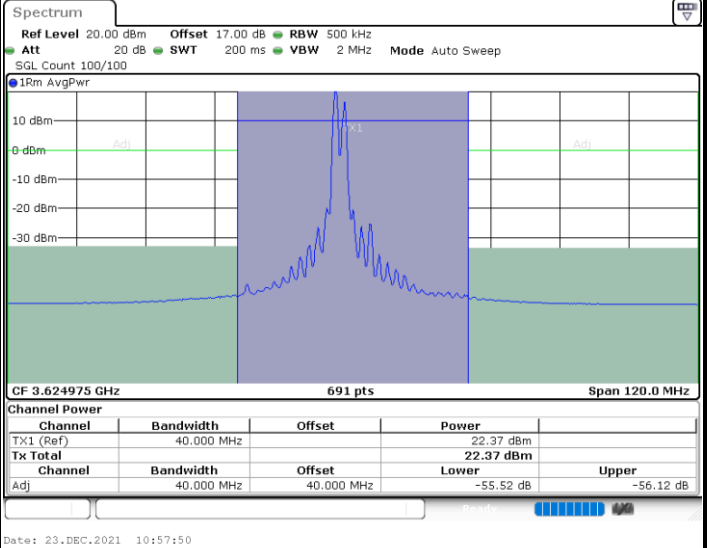 Spectrum
Ref Level 20.00 dBm Offset 17.00 dB RBW 500 kHz
Att 20 dB SWT 200 ms VBW 2 MHz Mode Auto Sweep
SGL Count 100/100
1Rm AvgPwr
10 dBm
TX1
Adj Adj
0 dBm
-10 dBm
-20 dBm
-30 dBm
CF 3.624975 GHz 691 pts Span 120.0 MHz
Channel Power
Channel Bandwidth Offset Power
TX1 (Ref) 40.000 MHz 22.37 dBm
Tx Total 22.37 dBm
Channel Bandwidth Offset Lower Upper
Adj 40.000 MHz 40.000 MHz -55.52 dB -56.12 dB
Ready
Date: 23.DEC.2021 10:57:50